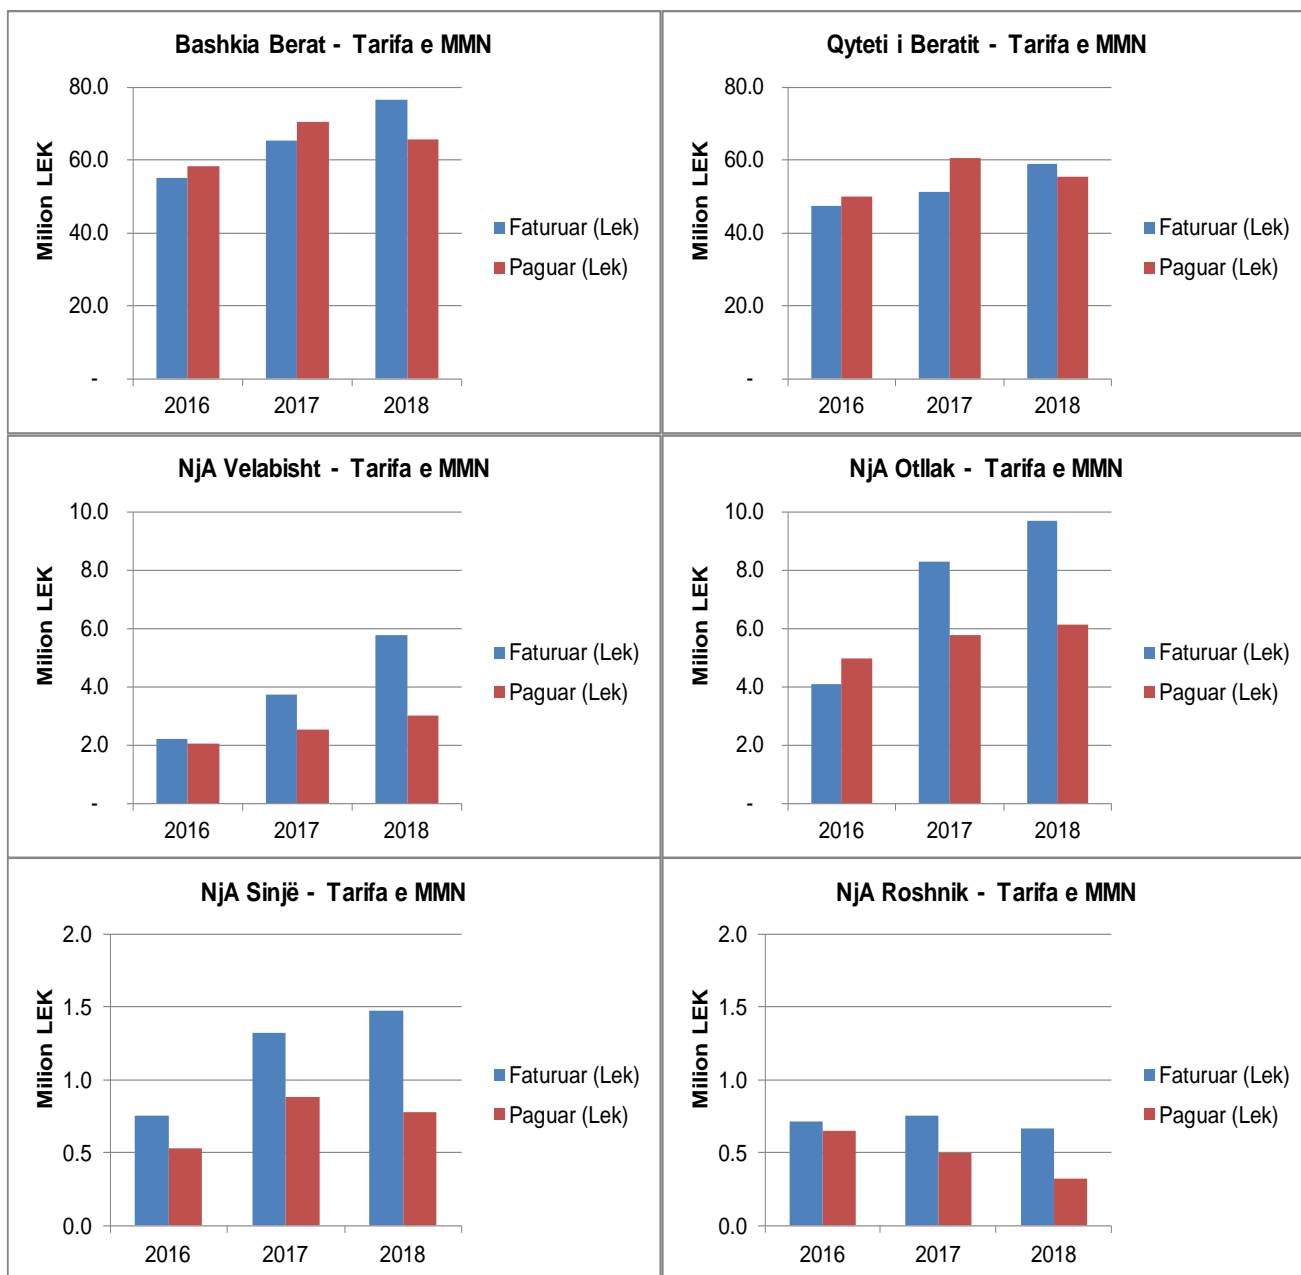 Bashkia Berat - Tarifa e MMN
80.0
60.0
40.0
20.0
-
Milion LEK
2016 2017 2018
Faturuar (Lek)
Paguar (Lek)
Qyteti i Beratit - Tarifa e MMN
80.0
60.0
40.0
20.0
-
Milion LEK
2016 2017 2018
Faturuar (Lek)
Paguar (Lek)
NjA Velabisht - Tarifa e MMN
10.0
8.0
6.0
4.0
2.0
-
Milion LEK
2016 2017 2018
Faturuar (Lek)
Paguar (Lek)
NjA Otllak - Tarifa e MMN
10.0
8.0
6.0
4.0
2.0
-
Milion LEK
2016 2017 2018
Faturuar (Lek)
Paguar (Lek)
NjA Sinjë - Tarifa e MMN
2.0
1.5
1.0
0.5
0.0
Milion LEK
2016 2017 2018
Faturuar (Lek)
Paguar (Lek)
NjA Roshnik - Tarifa e MMN
2.0
1.5
1.0
0.5
0.0
Milion LEK
2016 2017 2018
Faturuar (Lek)
Paguar (Lek)